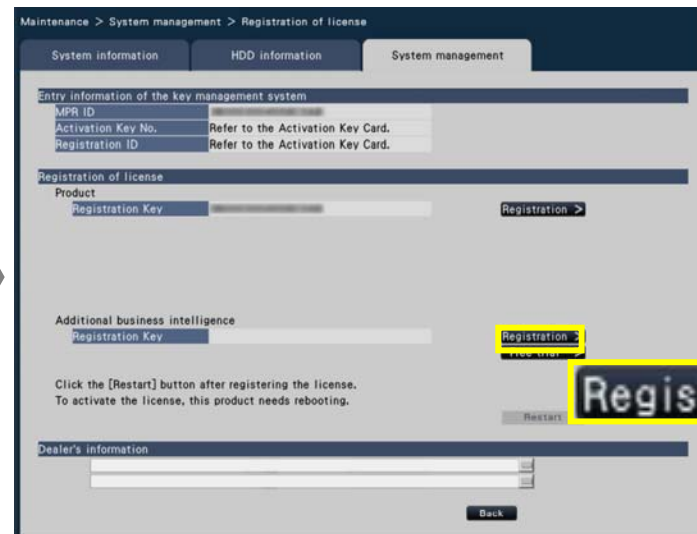 Maintenance > System management > Registration of license
System information HDD information System management
Entry information of the key management system
MPR ID
Activation Key No. Refer to the Activation Key Card.
Registration ID Refer to the Activation Key Card.
Registration of license
Product
Registration Key Registration >
Additional business intelligence
Registration Key Registration >
Free trial >
Regis
Click the [Restart] button after registering the license.
To activate the license, this product needs rebooting.
Restart
Dealer's information
Back